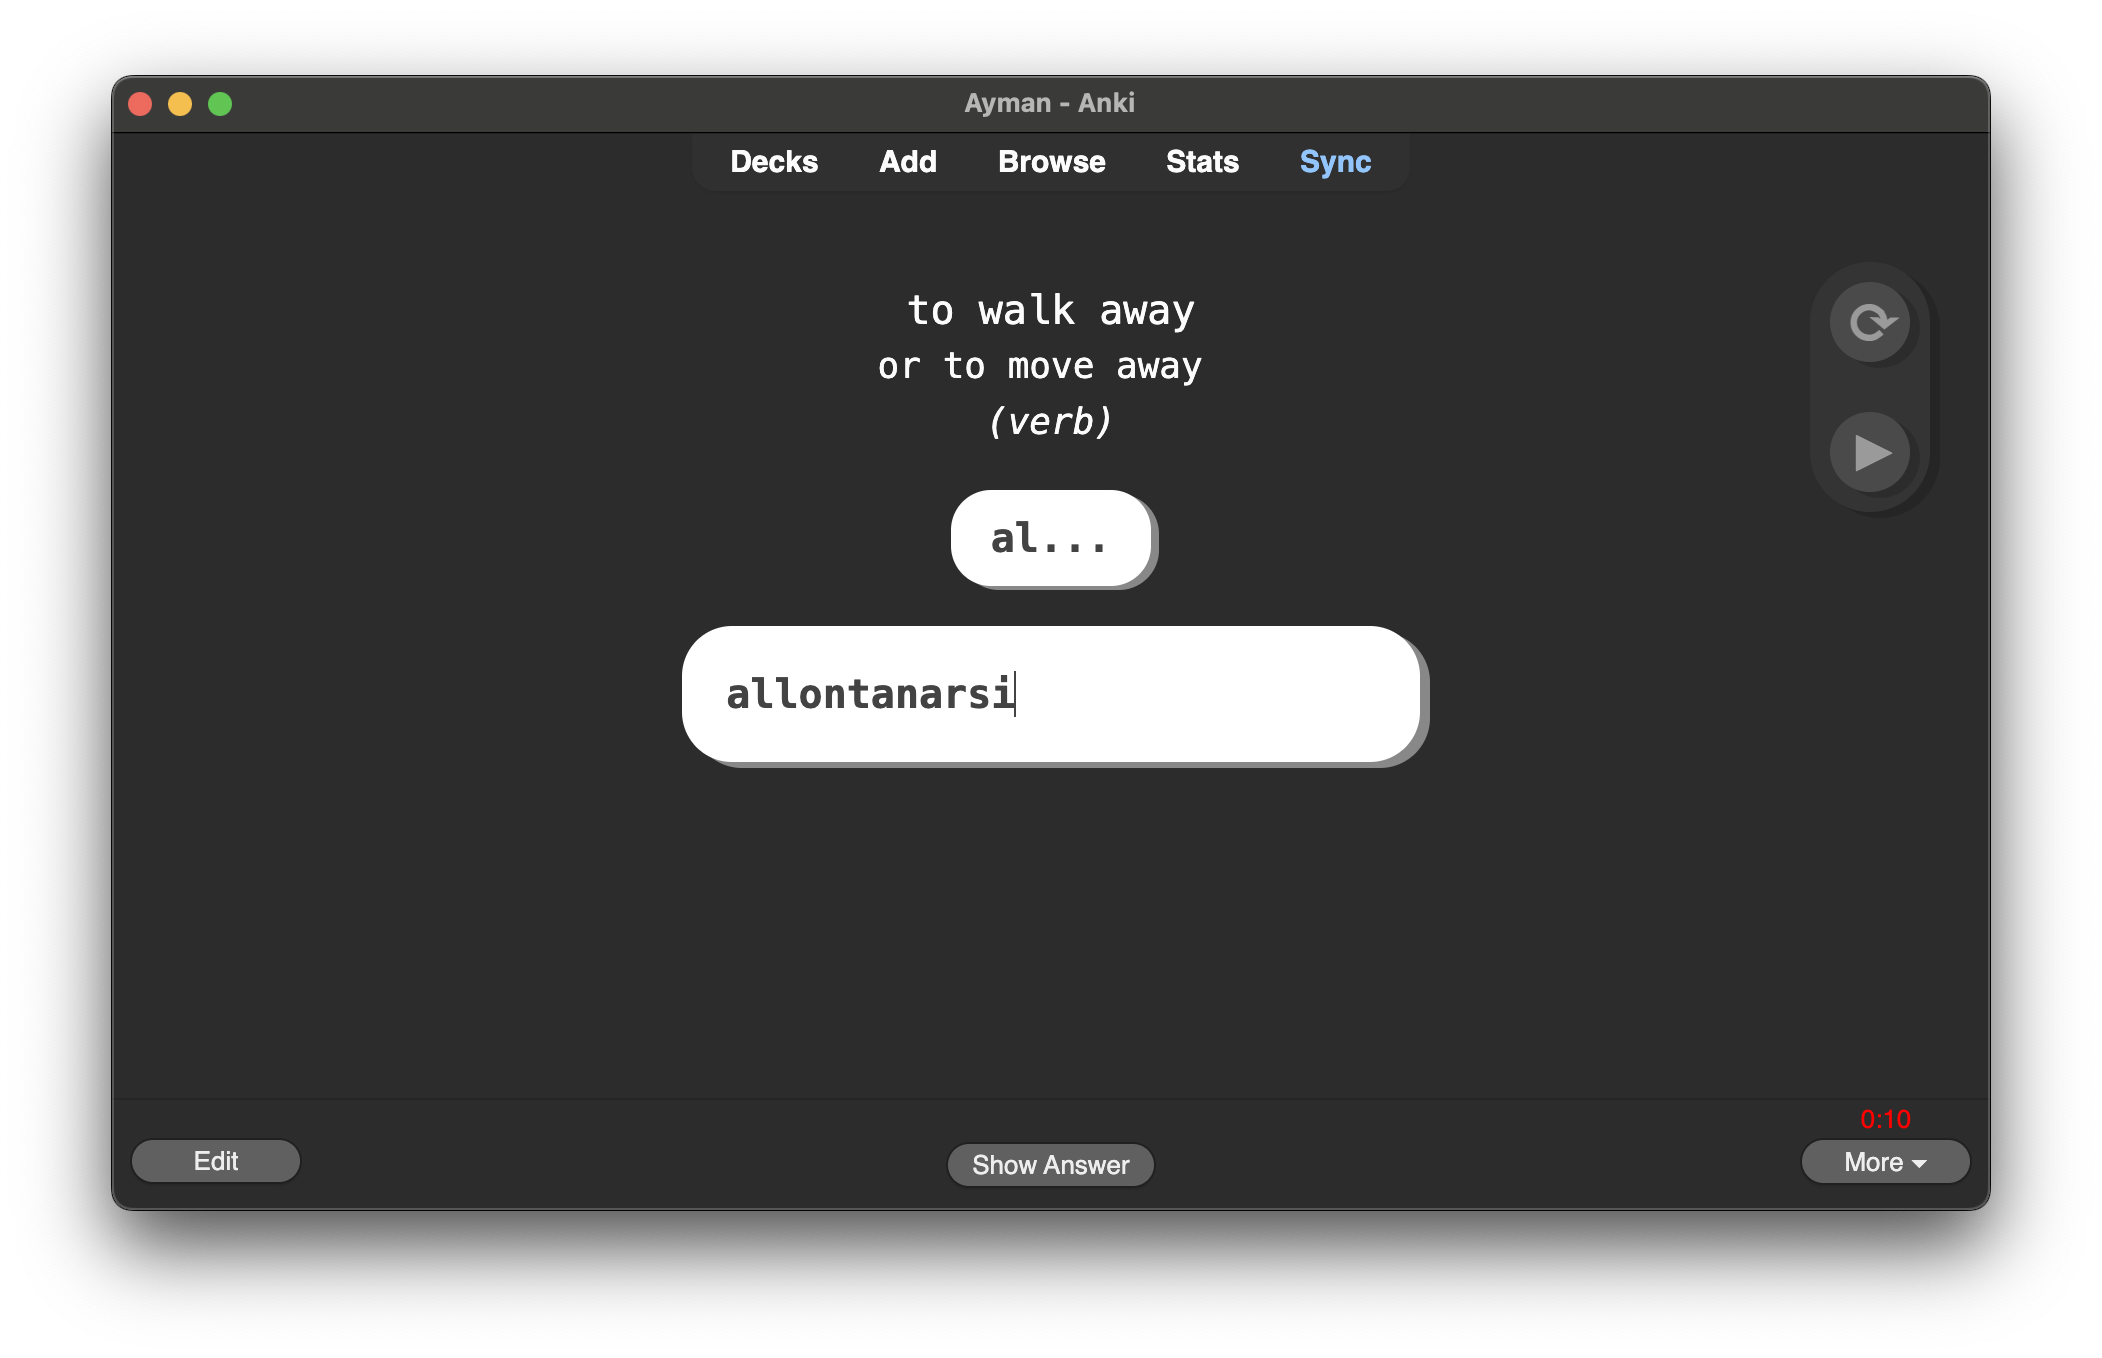 Ayman - Anki
Decks Add Browse Stats Sync
to walk away
or to move away
(verb)
al...
allontanarsi
0:10
Edit Show Answer More